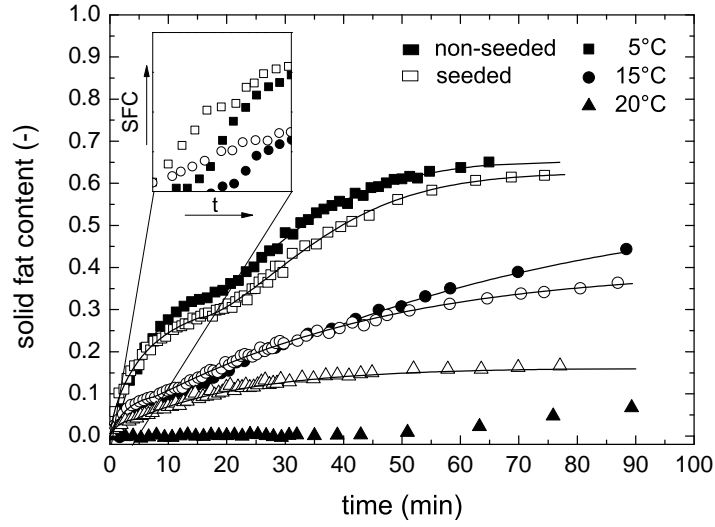 non-seeded
seeded
5°C
15°C
20°C
SFC
t
1.0
0.9
0.8
0.7
0.6
0.5
0.4
0.3
0.2
0.1
0.0
solid fat content (-)
0 10 20 30 40 50 60 70 80 90 100
time (min)